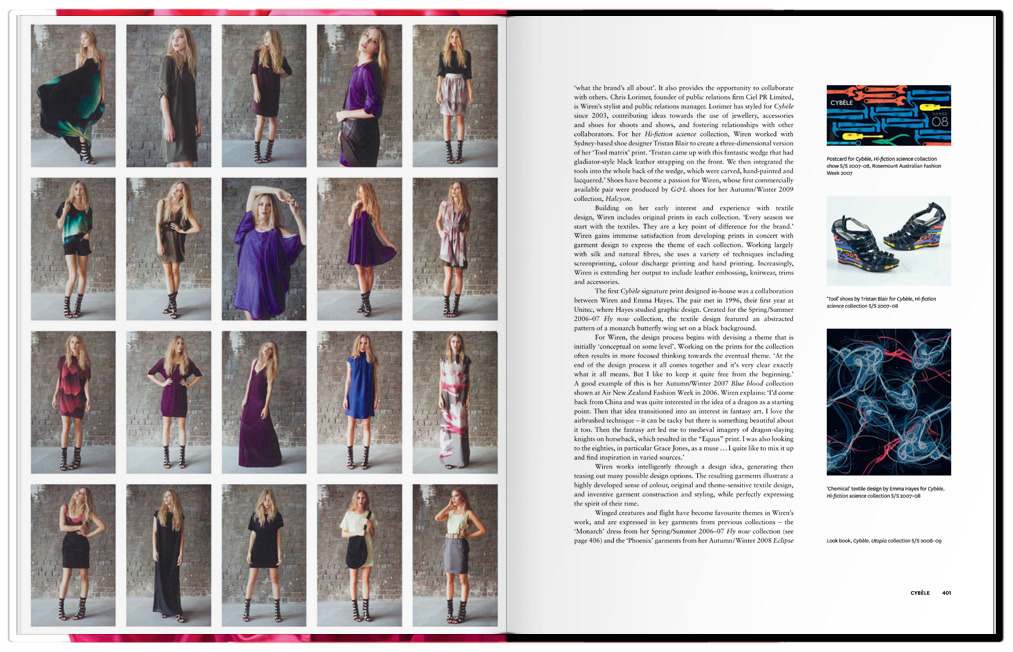 ‘what the brand’s all about’. It also provides the opportunity to collaborate
with others. Chris Lorimer, founder of public relations firm Ciel PR Limited,
is Wiren’s stylist and public relations manager. Lorimer has styled for Cybèle
since 2003, contributing ideas towards the use of jewellery, accessories
and shoes for shoots and shows, and fostering relationships with other
collaborators. For her Hi-fiction science collection, Wiren worked with
Sydney-based shoe designer Tristan Blair to create a three-dimensional version
of her ‘Tool matrix’ print. ‘Tristan came up with this fantastic wedge that had
gladiator-style black leather strapping on the front. We then integrated the
tools into the whole back of the wedge, which were carved, hand-painted and
lacquered.’ Shoes have become a passion for Wiren, whose first commercially
available pair were produced by G&L shoes for her Autumn/Winter 2009
collection, Halcyon.
Building on her early interest and experience with textile
design, Wiren includes original prints in each collection. ‘Every season we
start with the textiles. They are a key point of difference for the brand.’
Wiren gains immense satisfaction from developing prints in concert with
garment design to express the theme of each collection. Working largely
with silk and natural fibres, she uses a variety of techniques including
screenprinting, colour discharge printing and hand printing. Increasingly,
Wiren is extending her output to include leather embossing, knitwear, trims
and accessories.
The first Cybèle signature print designed in-house was a collaboration
between Wiren and Emma Hayes. The pair met in 1996, their first year at
Unitec, where Hayes studied graphic design. Created for the Spring/Summer
2006–07 Fly now collection, the textile design featured an abstracted
pattern of a monarch butterfly wing set on a black background.
For Wiren, the design process begins with devising a theme that is
initially ‘conceptual on some level’. Working on the prints for the collection
often results in more focused thinking towards the eventual theme. ‘At the
end of the design process it all comes together and it’s very clear exactly
what it all means. But I like to keep it quite free from the beginning.’
A good example of this is her Autumn/Winter 2007 Blue blood collection
shown at Air New Zealand Fashion Week in 2006. Wiren explains: ‘I’d come
back from China and was quite interested in the idea of a dragon as a starting
point. Then that idea transitioned into an interest in fantasy art. I love the
airbrushed technique – it can be tacky but there is something beautiful about
it too. Then the fantasy art led me to medieval imagery of dragon-slaying
knights on horseback, which resulted in the “Equus” print. I was also looking
to the eighties, in particular Grace Jones, as a muse ... I quite like to mix it up
and find inspiration in varied sources.’
Wiren works intelligently through a design idea, generating then
teasing out many possible design options. The resulting garments illustrate a
highly developed sense of colour, original and theme-sensitive textile design,
and inventive garment construction and styling, while perfectly expressing
the spirit of their time.
Winged creatures and flight have become favourite themes in Wiren’s
work, and are expressed in key garments from previous collections – the
‘Monarch’ dress from her Spring/Summer 2006–07 Fly now collection (see
page 406) and the ‘Phoenix’ garments from her Autumn/Winter 2008 Eclipse
CYBÈLE
08
Postcard for Cybèle, Hi-fiction science collection
show S/S 2007–08, Rosemount Australian Fashion
Week 2007
‘Tool’ shoes by Tristan Blair for Cybèle, Hi-fiction
science collection S/S 2007–08
‘Chemical’ textile design by Emma Hayes for Cybèle,
Hi-fiction science collection S/S 2007–08
Look book, Cybèle, Utopia collection S/S 2008–09
CYBÈLE 401